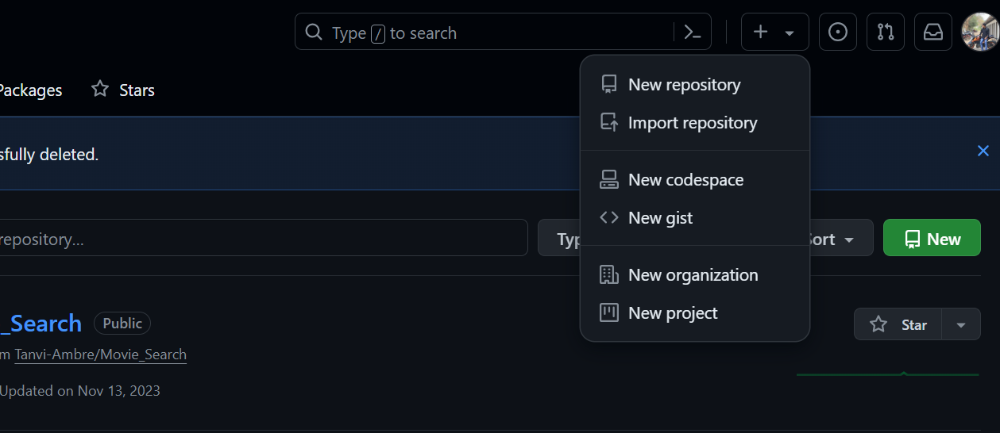 Type / to search
Packages
Stars
New repository
Import repository
sfully deleted.
New codespace
New gist
repository...
Typ
ort
New
New organization
New project
_Search
Public
Star
m Tanvi-Ambre/Movie_Search
Updated on Nov 13, 2023